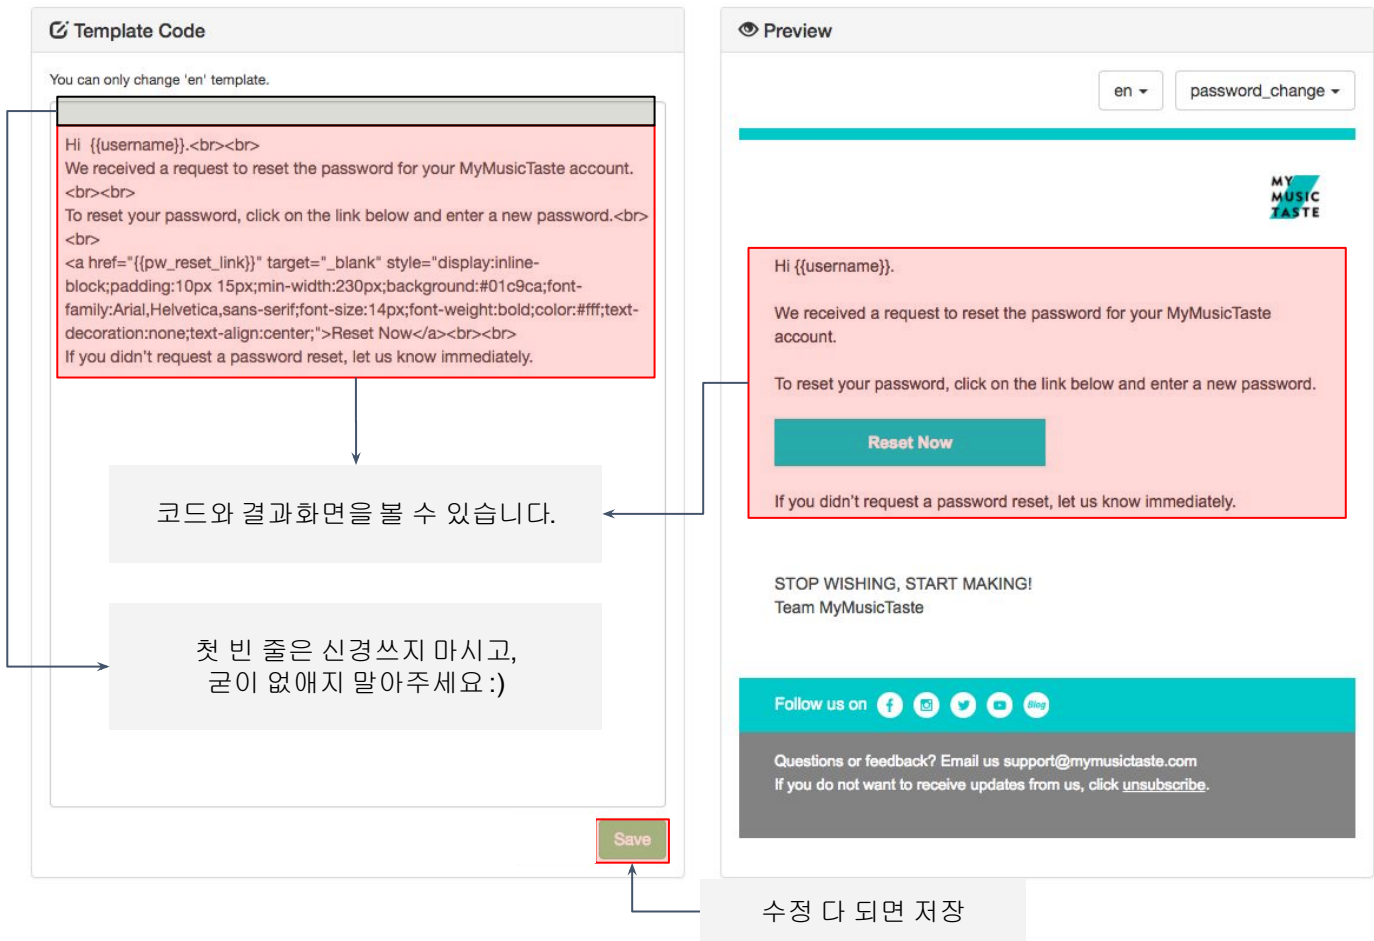 Template Code
You can only change 'en' template.
Hi {{username}}.<br><br>
We received a request to reset the password for your MyMusicTaste account.
<br><br>
To reset your password, click on the link below and enter a new password.<br>
<br>
<a href="{{pw_reset_link}}" target="_blank" style="display:inline-
block;padding:10px 15px;min-width:230px;background:#01c9ca;font-
family:Arial,Helvetica,sans-serif;font-size:14px;font-weight:bold;color:#fff;text-
decoration:none;text-align:center;">Reset Now</a><br><br>
If you didn’t request a password reset, let us know immediately.
코드와 결과화면을 볼 수 있습니다.
첫 빈 줄은 신경쓰지 마시고,
굳이 없애지 말아주세요 :)
Save
수정 다 되면 저장
Preview
en
password_change
MY
MUSIC
TASTE
Hi {{username}}.
We received a request to reset the password for your MyMusicTaste
account.
To reset your password, click on the link below and enter a new password.
Reset Now
If you didn’t request a password reset, let us know immediately.
STOP WISHING, START MAKING!
Team MyMusicTaste
Follow us on
Blog
Questions or feedback? Email us support@mymusictaste.com
If you do not want to receive updates from us, click unsubscribe.